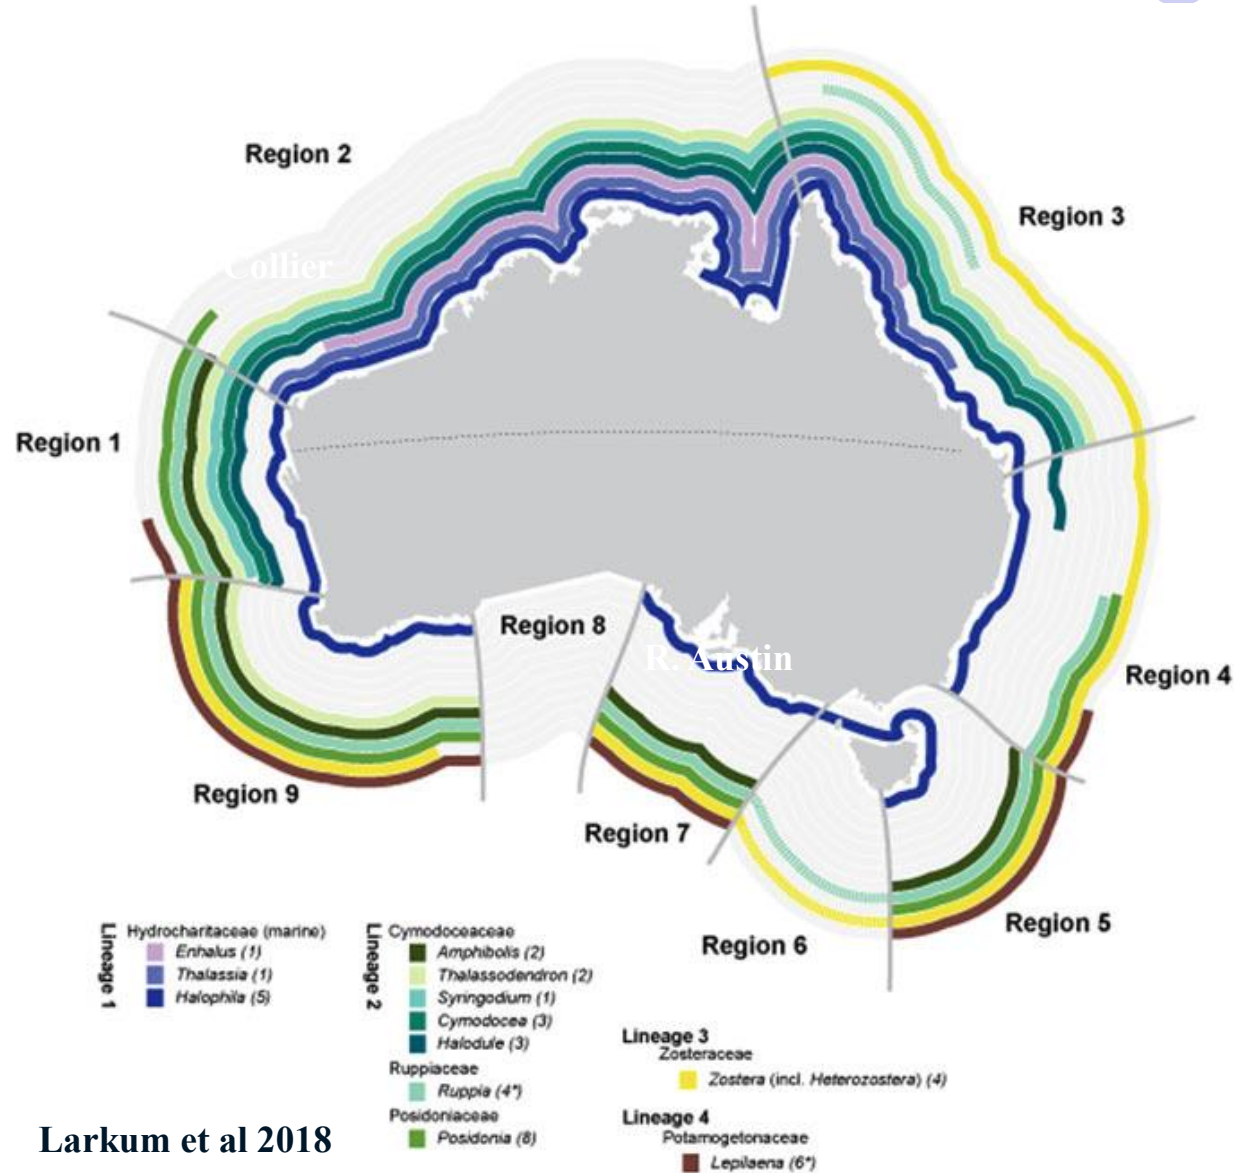 Region 2
Region 3
Collier
Region 1
Region 8
R. Austin
Region 4
Region 9
Region 7
Region 5
Region 6
Lineage 1
Hydrocharitaceae (marine)
Enhalus (1)
Thalassia (1)
Halophila (5)
Lineage 2
Cymodoceaceae
Amphibolis (2)
Thalassodendron (2)
Syringodium (1)
Cymodocea (3)
Halodule (3)
Ruppiaceae
Ruppia (4*)
Posidoniaceae
Posidonia (8)
Lineage 3
Zosteraceae
Zostera (incl. Heterozostera) (4)
Lineage 4
Potamogetonaceae
Lepilaena (6*)
Larkum et al 2018